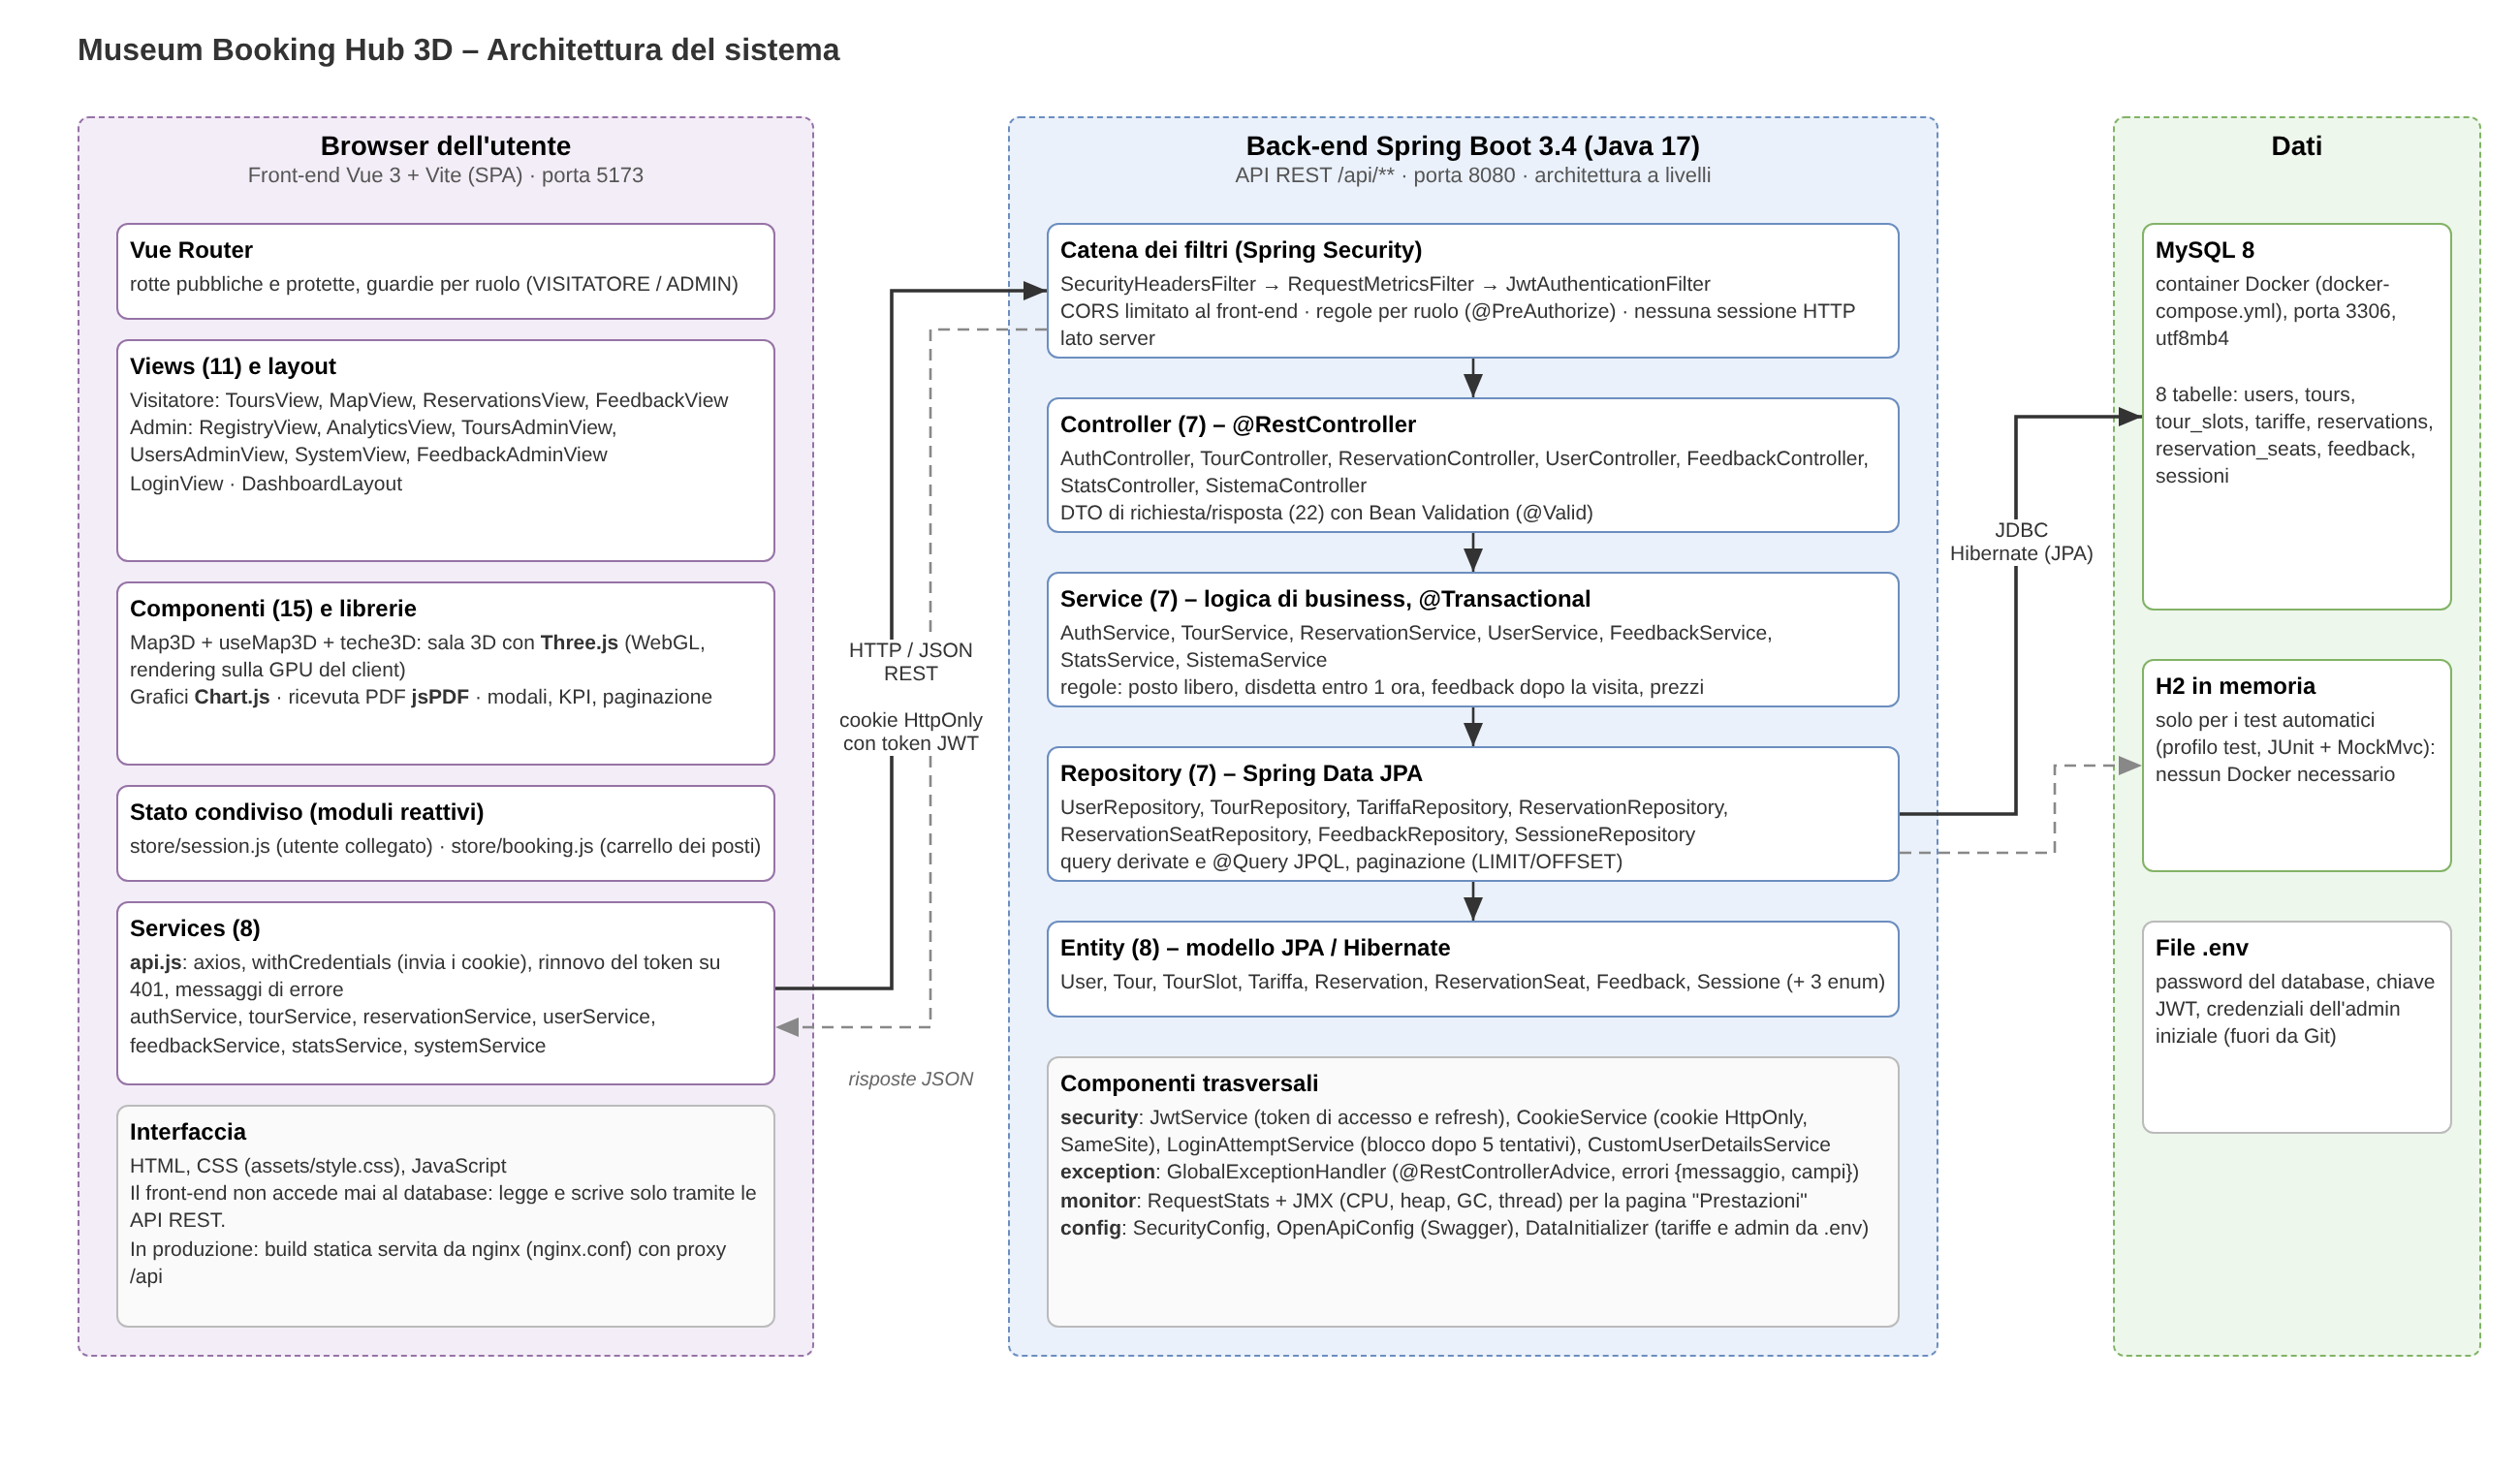 Museum Booking Hub 3D – Architettura del sistema
Browser dell'utente
Front-end Vue 3 + Vite (SPA) · porta 5173
Vue Router
rotte pubbliche e protette, guardie per ruolo (VISITATORE / ADMIN)
Views (11) e layout
Visitatore: ToursView, MapView, ReservationsView, FeedbackView
Admin: RegistryView, AnalyticsView, ToursAdminView,
UsersAdminView, SystemView, FeedbackAdminView
LoginView · DashboardLayout
Componenti (15) e librerie
Map3D + useMap3D + teche3D: sala 3D con Three.js (WebGL,
rendering sulla GPU del client)
Grafici Chart.js · ricevuta PDF jsPDF · modali, KPI, paginazione
Stato condiviso (moduli reattivi)
store/session.js (utente collegato) · store/booking.js (carrello dei posti)
Services (8)
api.js: axios, withCredentials (invia i cookie), rinnovo del token su
401, messaggi di errore
authService, tourService, reservationService, userService,
feedbackService, statsService, systemService
Interfaccia
HTML, CSS (assets/style.css), JavaScript
Il front-end non accede mai al database: legge e scrive solo tramite le
API REST.
In produzione: build statica servita da nginx (nginx.conf) con proxy
/api
HTTP / JSON
REST
cookie HttpOnly
con token JWT
risposte JSON
Back-end Spring Boot 3.4 (Java 17)
API REST /api/** · porta 8080 · architettura a livelli
Catena dei filtri (Spring Security)
SecurityHeadersFilter → RequestMetricsFilter → JwtAuthenticationFilter
CORS limitato al front-end · regole per ruolo (@PreAuthorize) · nessuna sessione HTTP
lato server
Controller (7) – @RestController
AuthController, TourController, ReservationController, UserController, FeedbackController,
StatsController, SistemaController
DTO di richiesta/risposta (22) con Bean Validation (@Valid)
Service (7) – logica di business, @Transactional
AuthService, TourService, ReservationService, UserService, FeedbackService,
StatsService, SistemaService
regole: posto libero, disdetta entro 1 ora, feedback dopo la visita, prezzi
Repository (7) – Spring Data JPA
UserRepository, TourRepository, TariffaRepository, ReservationRepository,
ReservationSeatRepository, FeedbackRepository, SessioneRepository
query derivate e @Query JPQL, paginazione (LIMIT/OFFSET)
Entity (8) – modello JPA / Hibernate
User, Tour, TourSlot, Tariffa, Reservation, ReservationSeat, Feedback, Sessione (+ 3 enum)
Componenti trasversali
security: JwtService (token di accesso e refresh), CookieService (cookie HttpOnly,
SameSite), LoginAttemptService (blocco dopo 5 tentativi), CustomUserDetailsService
exception: GlobalExceptionHandler (@RestControllerAdvice, errori {messaggio, campi})
monitor: RequestStats + JMX (CPU, heap, GC, thread) per la pagina "Prestazioni"
config: SecurityConfig, OpenApiConfig (Swagger), DataInitializer (tariffe e admin da .env)
JDBC
Hibernate (JPA)
Dati
MySQL 8
container Docker (docker-
compose.yml), porta 3306,
utf8mb4
8 tabelle: users, tours,
tour_slots, tariffe, reservations,
reservation_seats, feedback,
sessioni
H2 in memoria
solo per i test automatici
(profilo test, JUnit + MockMvc):
nessun Docker necessario
File .env
password del database, chiave
JWT, credenziali dell'admin
iniziale (fuori da Git)